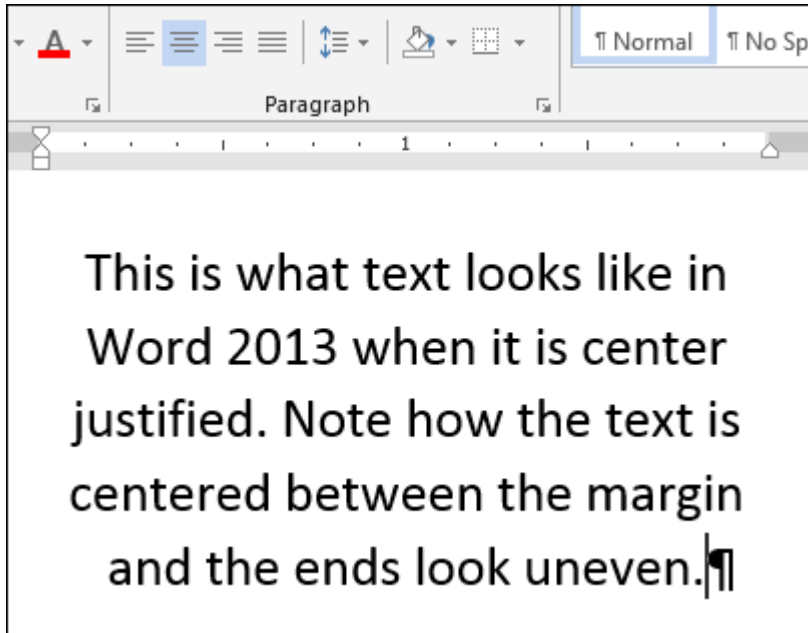 A
¶ Normal ¶ No Sp
Paragraph
1
This is what text looks like in
Word 2013 when it is center
justified. Note how the text is
centered between the margin
and the ends look uneven.¶